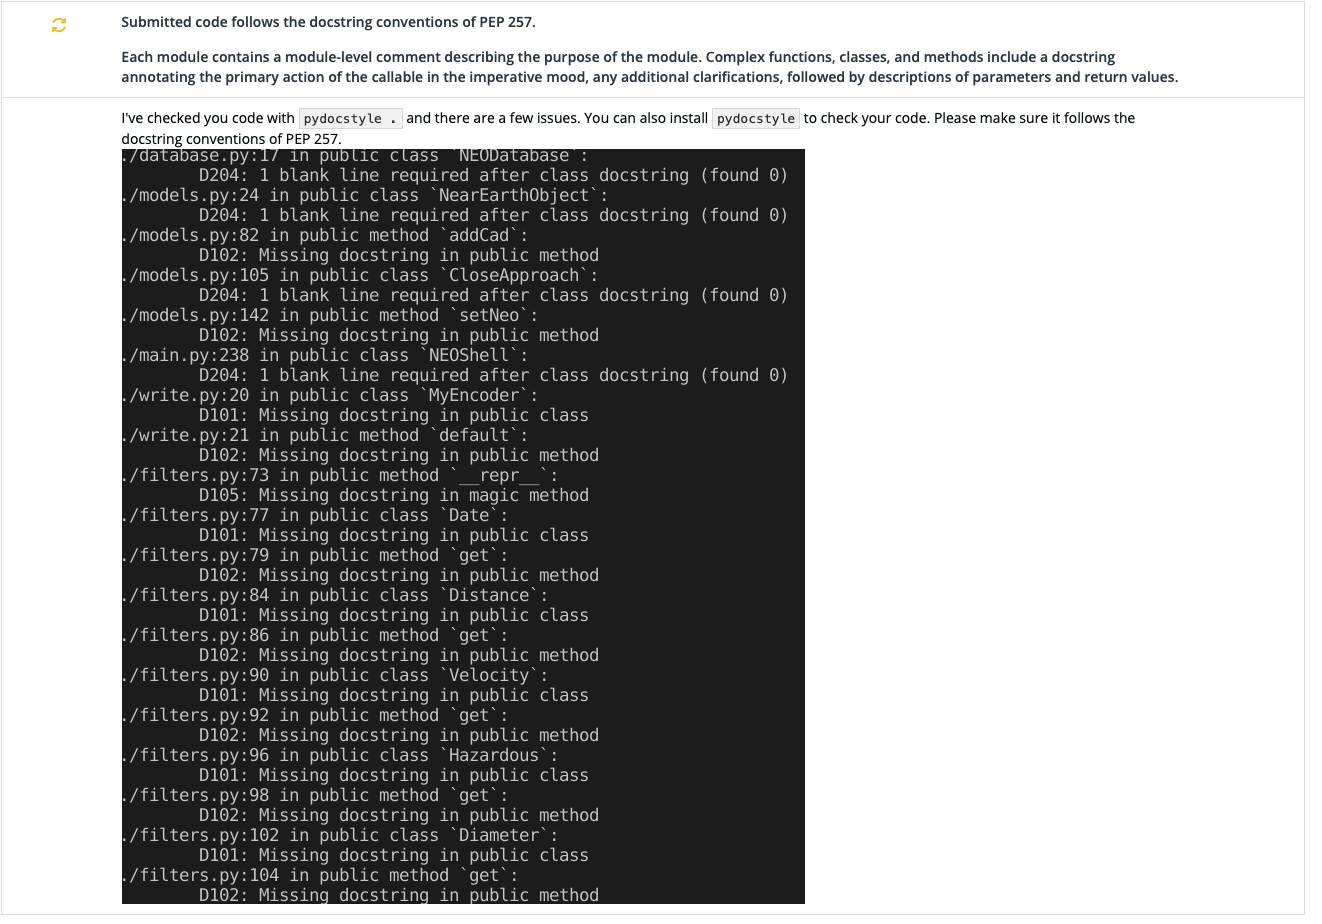 Submitted code follows the docstring conventions of PEP 257.
Each module contains a module-level comment describing the purpose of the module. Complex functions, classes, and methods include a docstring
annotating the primary action of the callable in the imperative mood, any additional clarifications, followed by descriptions of parameters and return values.
I've checked you code with pydocstyle . and there are a few issues. You can also install pydocstyle to check your code. Please make sure it follows the
docstring conventions of PEP 257.
./database.py:17 in public class `NEODatabase`:
D204: 1 blank line required after class docstring (found 0)
./models.py:24 in public class `NearEarthObject`:
D204: 1 blank line required after class docstring (found 0)
./models.py:82 in public method `addCad`:
D102: Missing docstring in public method
./models.py:105 in public class `CloseApproach`:
D204: 1 blank line required after class docstring (found 0)
./models.py:142 in public method `setNeo`:
D102: Missing docstring in public method
./main.py:238 in public class `NEOShell`:
D204: 1 blank line required after class docstring (found 0)
./write.py:20 in public class `MyEncoder`:
D101: Missing docstring in public class
./write.py:21 in public method `default`:
D102: Missing docstring in public method
./filters.py:73 in public method `__repr__`:
D105: Missing docstring in magic method
./filters.py:77 in public class `Date`:
D101: Missing docstring in public class
./filters.py:79 in public method `get`:
D102: Missing docstring in public method
./filters.py:84 in public class `Distance`:
D101: Missing docstring in public class
./filters.py:86 in public method `get`:
D102: Missing docstring in public method
./filters.py:90 in public class `Velocity`:
D101: Missing docstring in public class
./filters.py:92 in public method `get`:
D102: Missing docstring in public method
./filters.py:96 in public class `Hazardous`:
D101: Missing docstring in public class
./filters.py:98 in public method `get`:
D102: Missing docstring in public method
./filters.py:102 in public class `Diameter`:
D101: Missing docstring in public class
./filters.py:104 in public method `get`:
D102: Missing docstring in public method